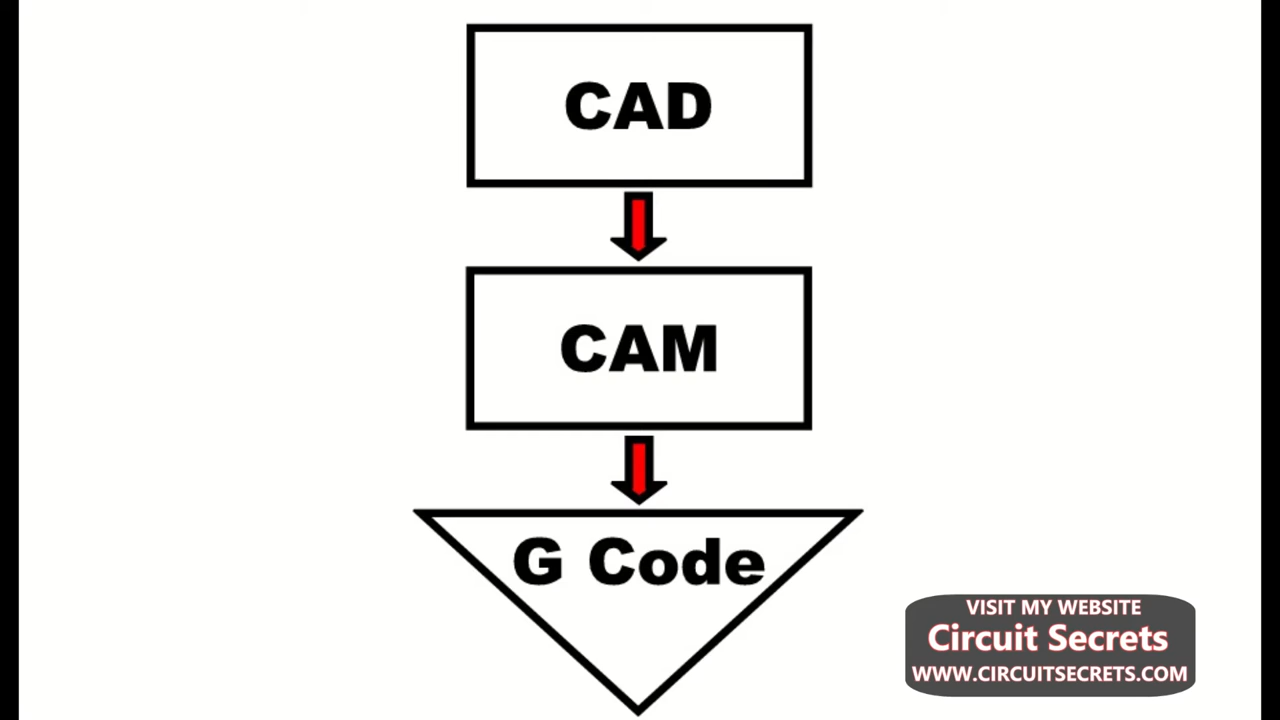 CAD
CAM
G Code
VISIT MY WEBSITE
Circuit Secrets
WWW.CIRCUITSECRETS.COM